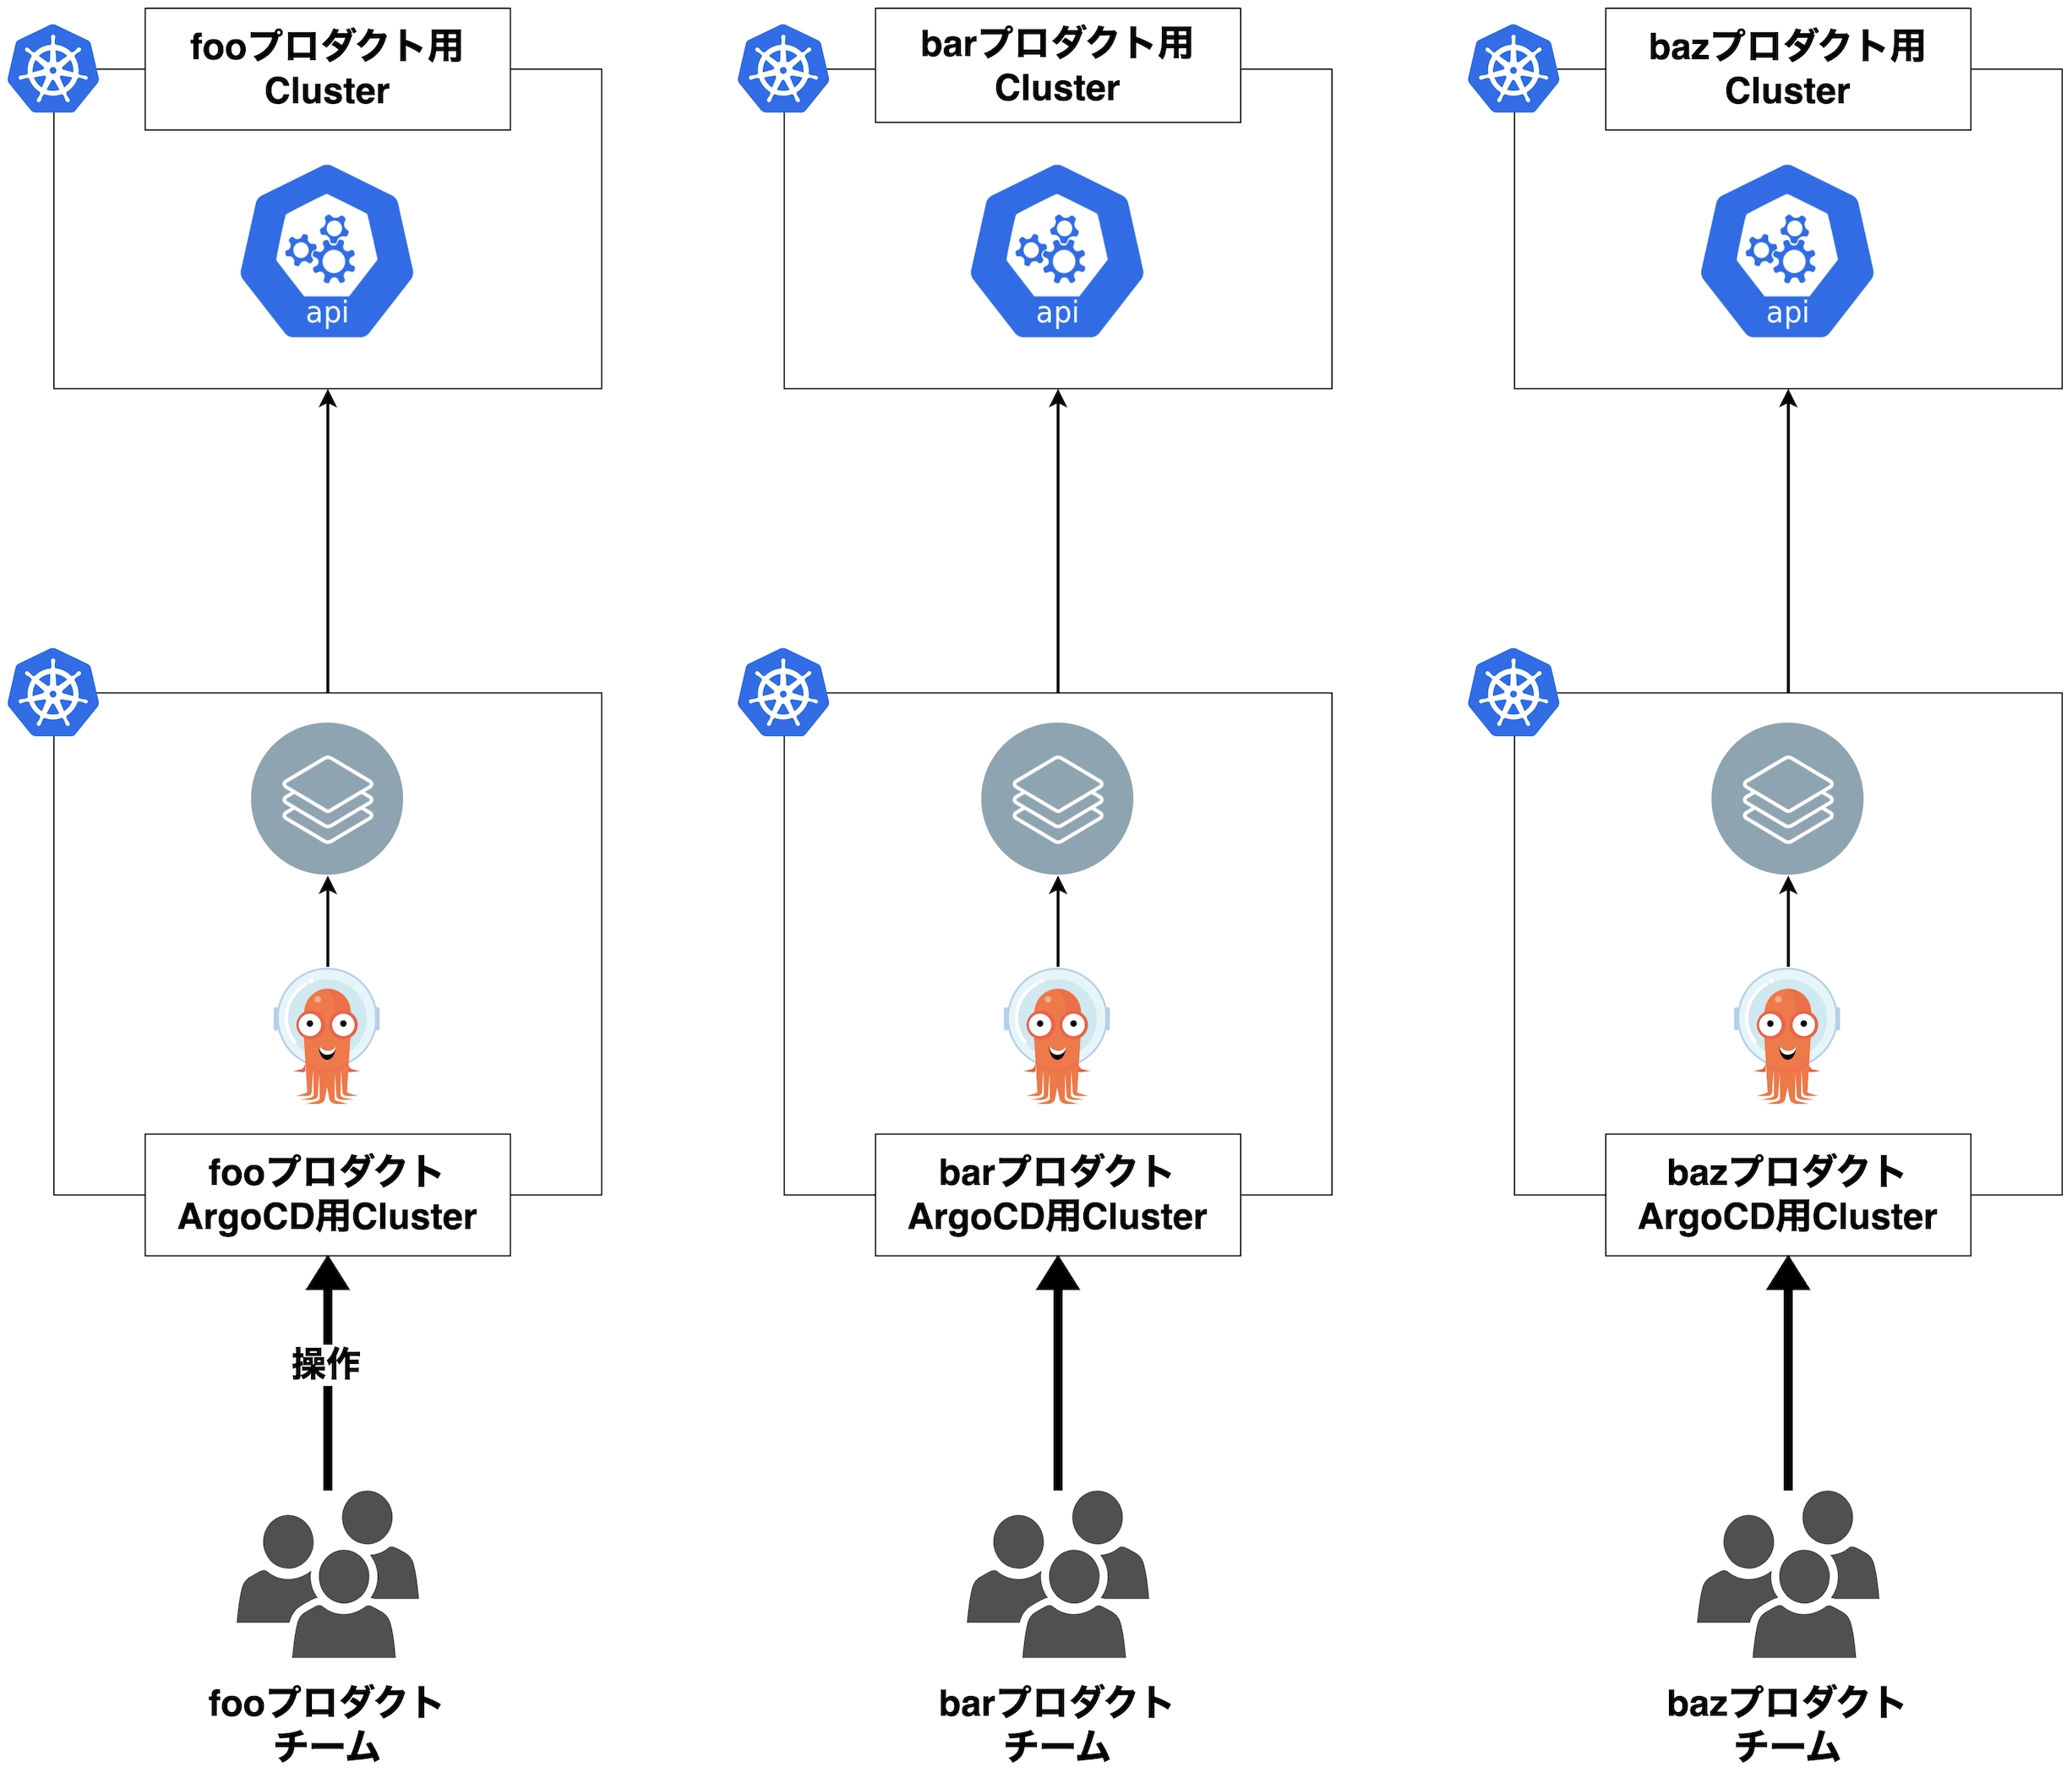 fooプロダクト用
Cluster
barプロダクト用
Cluster
bazプロダクト用
Cluster
api
api
api
fooプロダクト
ArgoCD用Cluster
barプロダクト
ArgoCD用Cluster
bazプロダクト
ArgoCD用Cluster
操作
fooプロダクト
チーム
barプロダクト
チーム
bazプロダクト
チーム